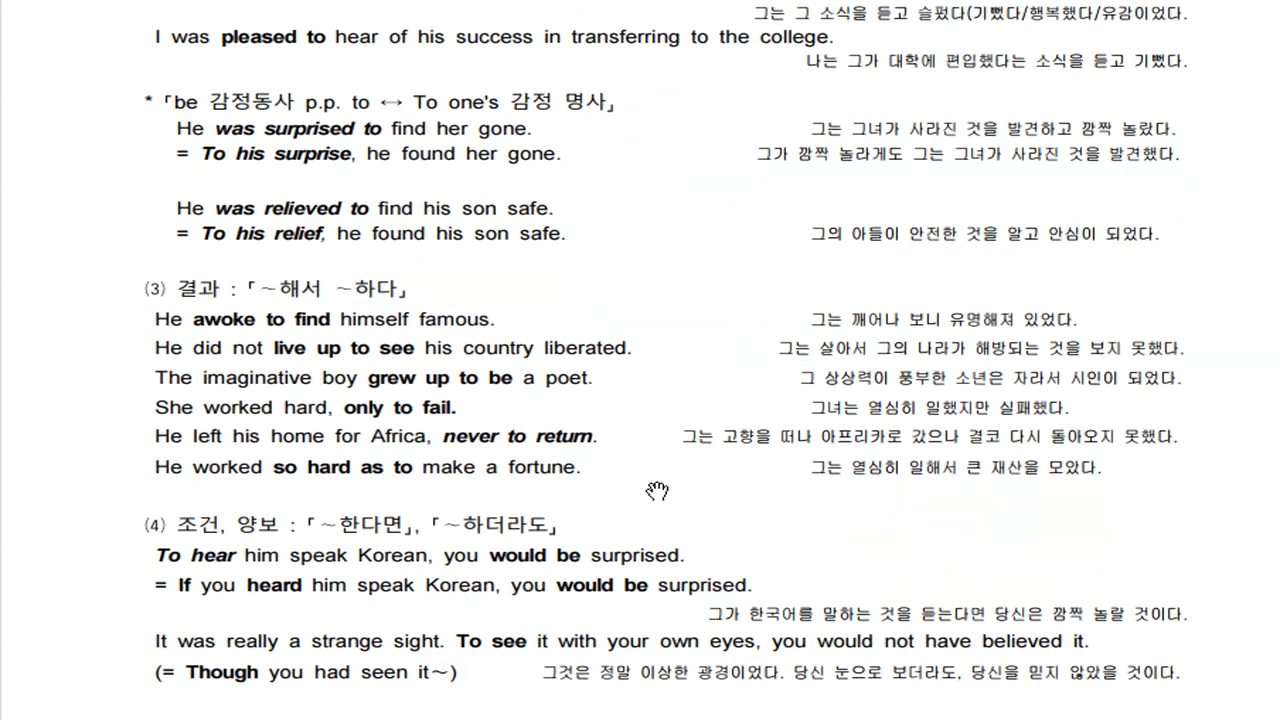 그는 그 소식을 듣고 슬펐다(기뻤다/행복했다/유감이었다.
I was pleased to hear of his success in transferring to the college.
나는 그가 대학에 편입했다는 소식을 듣고 기뻤다.
* 「be 감정동사 p.p. to ↔ To one's 감정 명사」
He was surprised to find her gone. 그는 그녀가 사라진 것을 발견하고 깜짝 놀랐다.
= To his surprise, he found her gone. 그가 깜짝 놀라게도 그는 그녀가 사라진 것을 발견했다.
He was relieved to find his son safe.
= To his relief, he found his son safe. 그의 아들이 안전한 것을 알고 안심이 되었다.
⑶ 결과 : 「~해서 ~하다」
He awoke to find himself famous. 그는 깨어나 보니 유명해져 있었다.
He did not live up to see his country liberated. 그는 살아서 그의 나라가 해방되는 것을 보지 못했다.
The imaginative boy grew up to be a poet. 그 상상력이 풍부한 소년은 자라서 시인이 되었다.
She worked hard, only to fail. 그녀는 열심히 일했지만 실패했다.
He left his home for Africa, never to return. 그는 고향을 떠나 아프리카로 갔으나 결코 다시 돌아오지 못했다.
He worked so hard as to make a fortune. 그는 열심히 일해서 큰 재산을 모았다.
⑷ 조건, 양보 : 「~한다면」, 「~하더라도」
To hear him speak Korean, you would be surprised.
= If you heard him speak Korean, you would be surprised.
그가 한국어를 말하는 것을 듣는다면 당신은 깜짝 놀랄 것이다.
It was really a strange sight. To see it with your own eyes, you would not have believed it.
(= Though you had seen it~) 그것은 정말 이상한 광경이었다. 당신 눈으로 보더라도, 당신을 믿지 않았을 것이다.